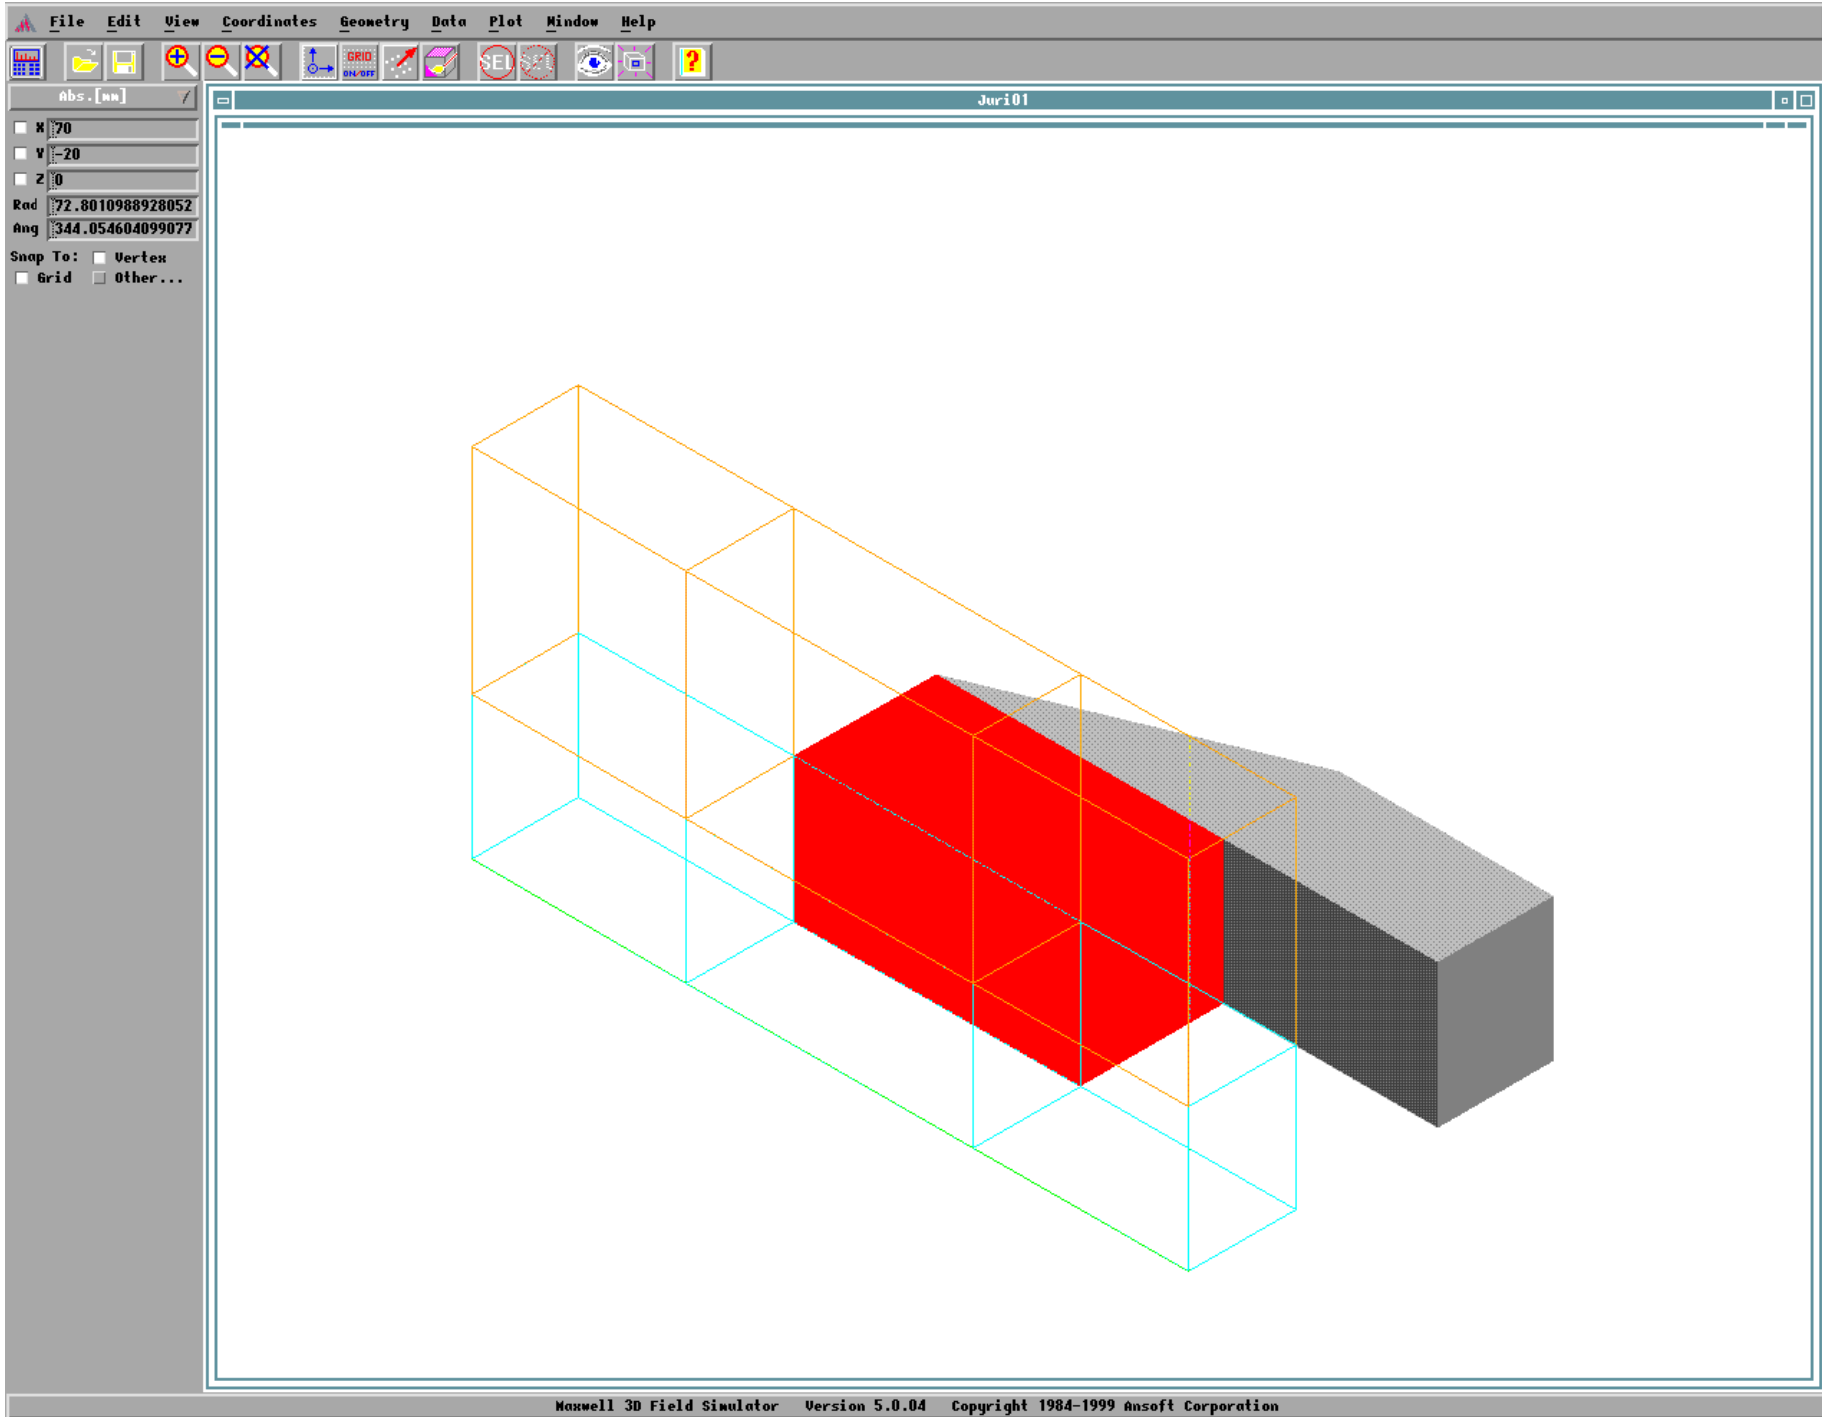 File Edit View Coordinates Geometry Data Plot Window Help
GRID
ON/OFF
SEL
SEL
?
Abs.[mm]
Juri01
X 70
Y -20
Z 0
Rad 72.8010988928052
Ang 344.054604099077
Snap To: Vertex
Grid Other...
Maxwell 3D Field Simulator Version 5.0.04 Copyright 1984-1999 Ansoft Corporation